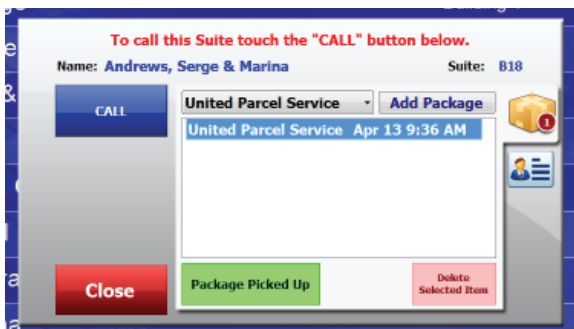 To call this Suite touch the "CALL" button below.
Name: Andrews, Serge & Marina Suite: B18
CALL
United Parcel Service Add Package
United Parcel Service Apr 13 9:36 AM
1
Close
Package Picked Up
Delete
Selected Item